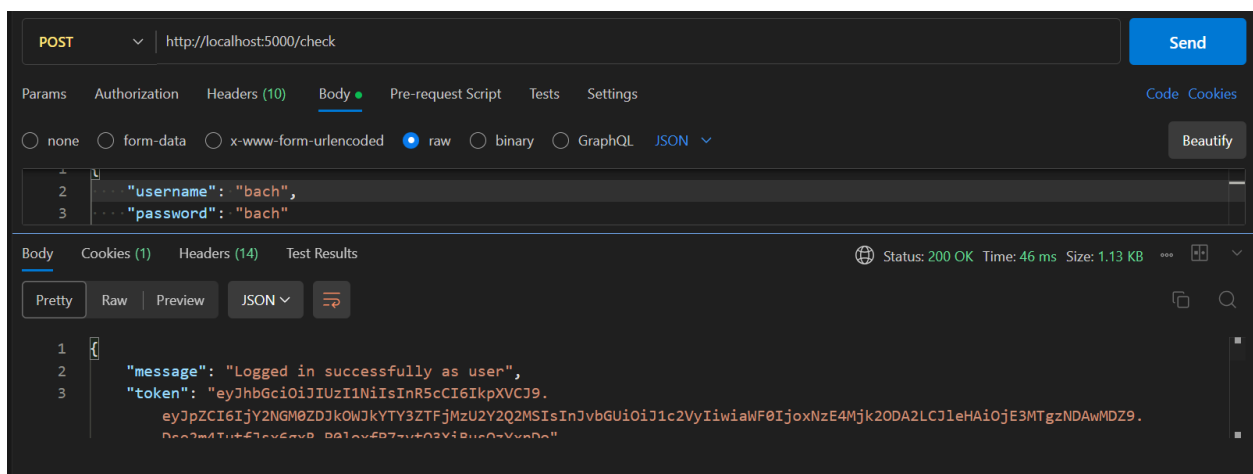 POST http://localhost:5000/check Send
Params Authorization Headers (10) Body Pre-request Script Tests Settings Code Cookies
none form-data x-www-form-urlencoded raw binary GraphQL JSON Beautify
1 {
2 "username": "bach",
3 "password": "bach"
Body Cookies (1) Headers (14) Test Results Status: 200 OK Time: 46 ms Size: 1.13 KB
Pretty Raw Preview JSON
1 {
2 "message": "Logged in successfully as user",
3 "token": "eyJhbGciOiJIUzI1NiIsInR5cCI6IkpXVCJ9.
eyJpZCI6IjY2NGM0ZDJkOWJkYTY3ZTFjMzU2Y2Q2MSIsInJvbGUiOiJ1c2VyIiwiaWF0IjoxNzE4Mjk2ODA2LCJleHAiOjE3MTgzNDAwMDZ9.